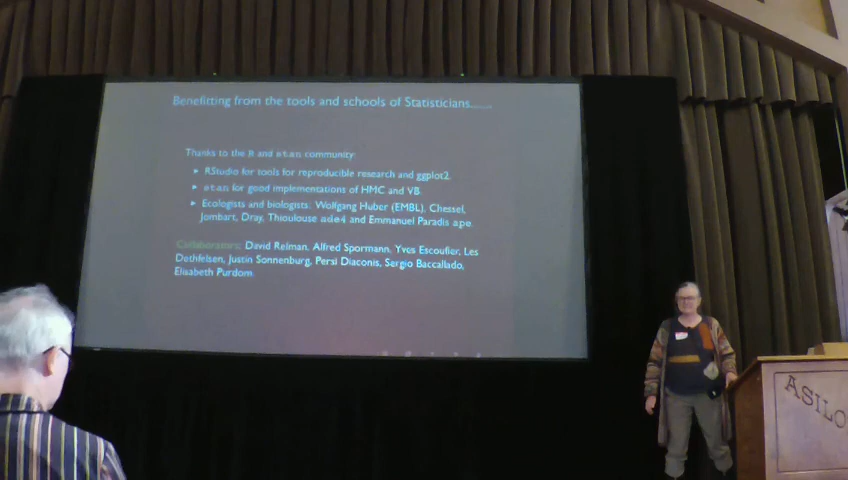 Benefitting from the tools and schools of Statisticians......
Thanks to the R and stan community:
RStudio for tools for reproducible research and ggplot2.
stan for good implementations of HMC and VB.
Ecologists and biologists: Wolfgang Huber (EMBL), Chessel,
Jombart, Dray, Thioulouse ade4 and Emmanuel Paradis ape.
Collaborators: David Relman, Alfred Spormann, Yves Escoufier, Les
Dethlefsen, Justin Sonnenburg, Persi Diaconis, Sergio Bacallado,
Elisabeth Purdom.
ASILO